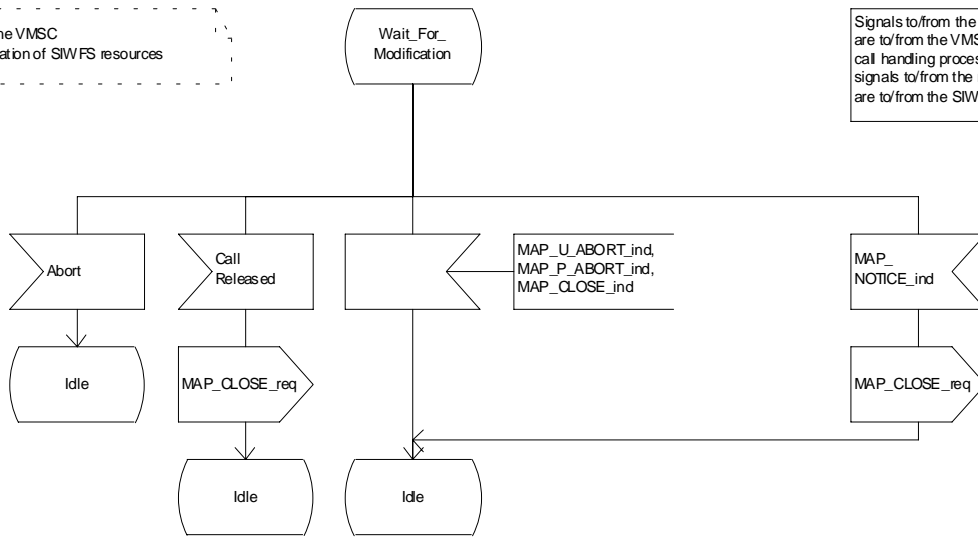 he VMSC
ation of SIWFS resources
Wait_For_
Modification
Signals to/from the
are to/from the VMS
call handling proces
signals to/from the
are to/from the SIW
Abort
Call
Released
MAP_U_ABORT_ind,
MAP_P_ABORT_ind,
MAP_CLOSE_ind
MAP_
NOTICE_ind
Idle
MAP_CLOSE_req
MAP_CLOSE_req
Idle
Idle